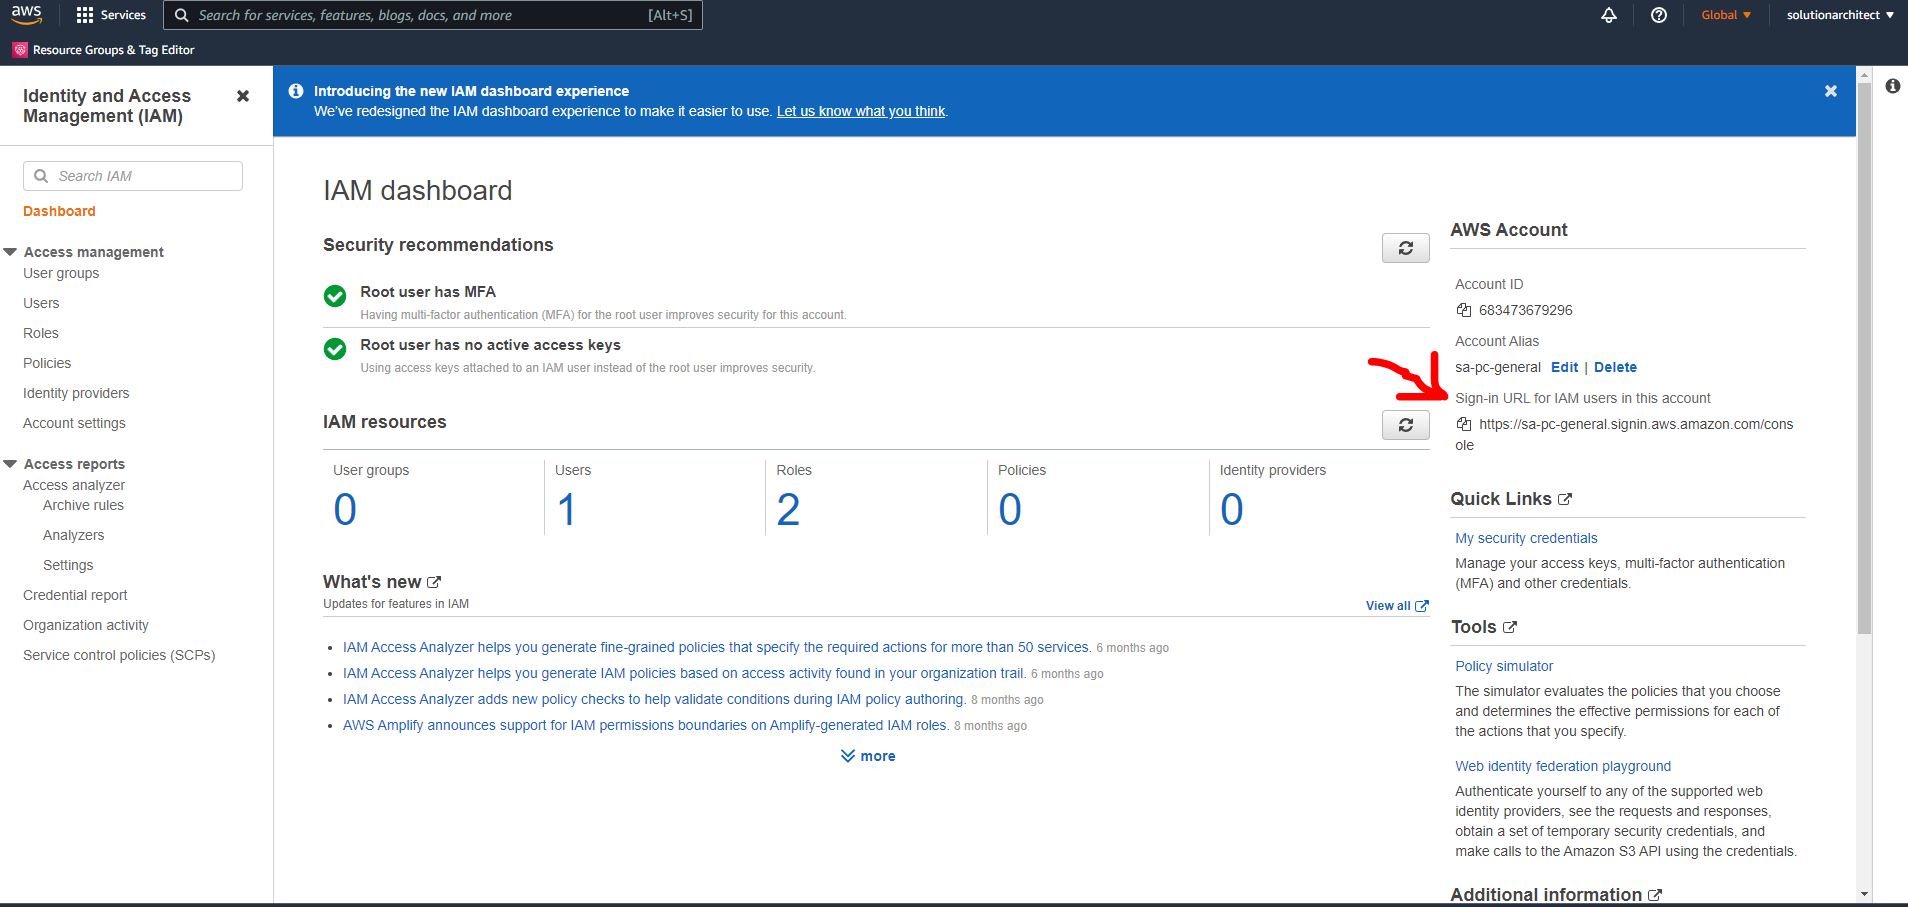 aws
Services
Search for services, features, blogs, docs, and more
[Alt+S]
Global
solutionarchitect
Resource Groups & Tag Editor
Identity and Access
Management (IAM)
Search IAM
Dashboard
Access management
User groups
Users
Roles
Policies
Identity providers
Account settings
Access reports
Access analyzer
Archive rules
Analyzers
Settings
Credential report
Organization activity
Service control policies (SCPs)
Introducing the new IAM dashboard experience
We've redesigned the IAM dashboard experience to make it easier to use. Let us know what you think.
IAM dashboard
Security recommendations
Root user has MFA
Having multi-factor authentication (MFA) for the root user improves security for this account.
Root user has no active access keys
Using access keys attached to an IAM user instead of the root user improves security.
IAM resources
User groups
0
Users
1
Roles
2
Policies
0
Identity providers
0
What's new
Updates for features in IAM
View all
• IAM Access Analyzer helps you generate fine-grained policies that specify the required actions for more than 50 services. 6 months ago
• IAM Access Analyzer helps you generate IAM policies based on access activity found in your organization trail. 6 months ago
• IAM Access Analyzer adds new policy checks to help validate conditions during IAM policy authoring. 8 months ago
• AWS Amplify announces support for IAM permissions boundaries on Amplify-generated IAM roles. 8 months ago
more
AWS Account
Account ID
683473679296
Account Alias
sa-pc-general Edit | Delete
Sign-in URL for IAM users in this account
https://sa-pc-general.signin.aws.amazon.com/cons
ole
Quick Links
My security credentials
Manage your access keys, multi-factor authentication
(MFA) and other credentials.
Tools
Policy simulator
The simulator evaluates the policies that you choose
and determines the effective permissions for each of
the actions that you specify.
Web identity federation playground
Authenticate yourself to any of the supported web
identity providers, see the requests and responses,
obtain a set of temporary security credentials, and
make calls to the Amazon S3 API using the credentials.
Additional information